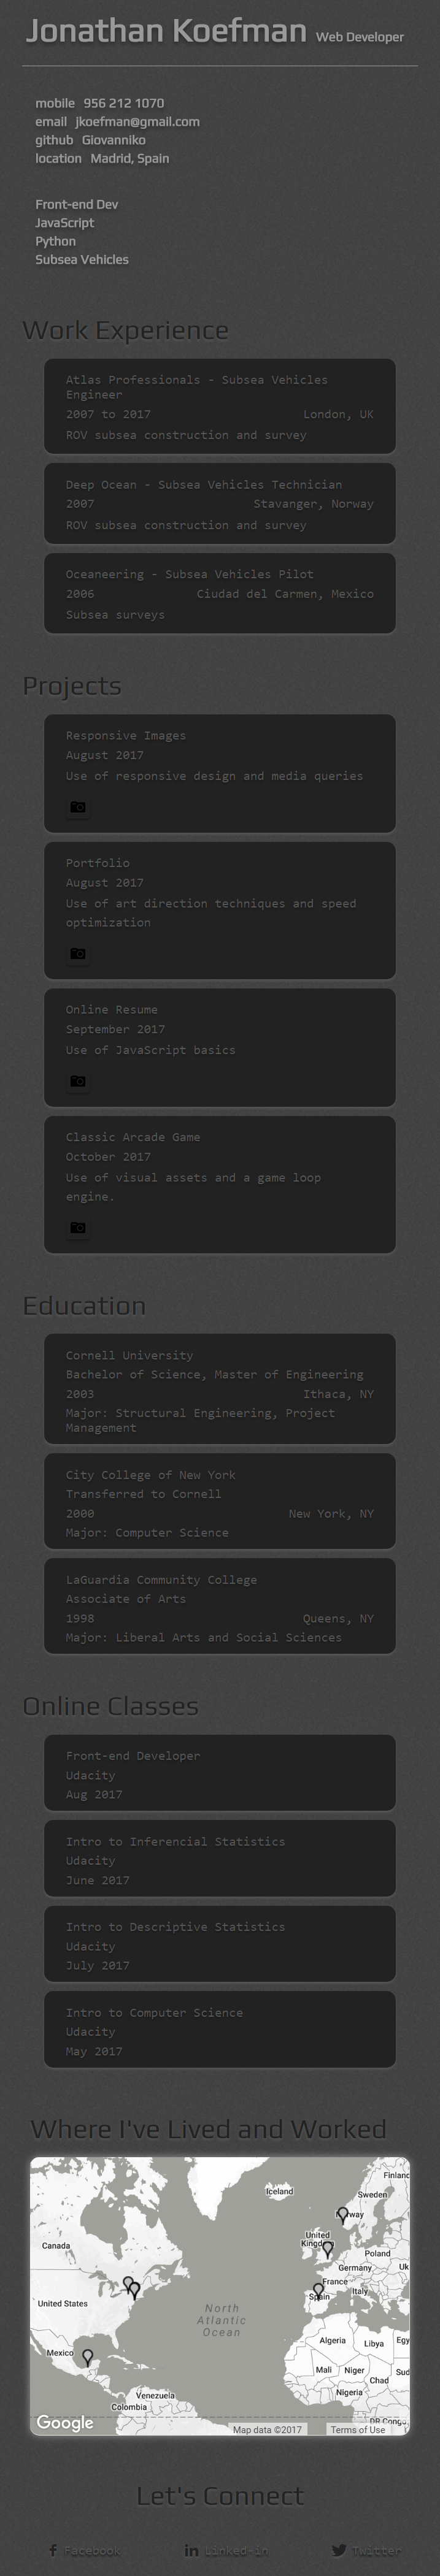 Jonathan Koefman Web Developer
mobile 956 212 1070
email jkoefman@gmail.com
github Giovanniko
location Madrid, Spain
Front-end Dev
JavaScript
Python
Subsea Vehicles
Work Experience
Atlas Professionals - Subsea Vehicles
Engineer
2007 to 2017 London, UK
ROV subsea construction and survey
Deep Ocean - Subsea Vehicles Technician
2007 Stavanger, Norway
ROV subsea construction and survey
Oceaneering - Subsea Vehicles Pilot
2006 Ciudad del Carmen, Mexico
Subsea surveys
Projects
Responsive Images
August 2017
Use of responsive design and media queries
Portfolio
August 2017
Use of art direction techniques and speed
optimization
Online Resume
September 2017
Use of JavaScript basics
Classic Arcade Game
October 2017
Use of visual assets and a game loop
engine.
Education
Cornell University
Bachelor of Science, Master of Engineering
2003 Ithaca, NY
Major: Structural Engineering, Project
Management
City College of New York
Transferred to Cornell
2000 New York, NY
Major: Computer Science
LaGuardia Community College
Associate of Arts
1998 Queens, NY
Major: Liberal Arts and Social Sciences
Online Classes
Front-end Developer
Udacity
Aug 2017
Intro to Inferencial Statistics
Udacity
June 2017
Intro to Descriptive Statistics
Udacity
July 2017
Intro to Computer Science
Udacity
May 2017
Where I've Lived and Worked
Finland
Iceland
Sweden
Norway
United
Kingdom
Canada
Poland
Germany
Uk
France
Italy
Spain
United States
North
Atlantic
Ocean
Algeria
Libya
Egy
Mexico
Mali
Niger
Chad
Sud
Nigeria
Venezuela
Colombia
DR Congo
Google
Map data ©2017 Terms of Use
Let's Connect
Facebook Linked-in Twitter